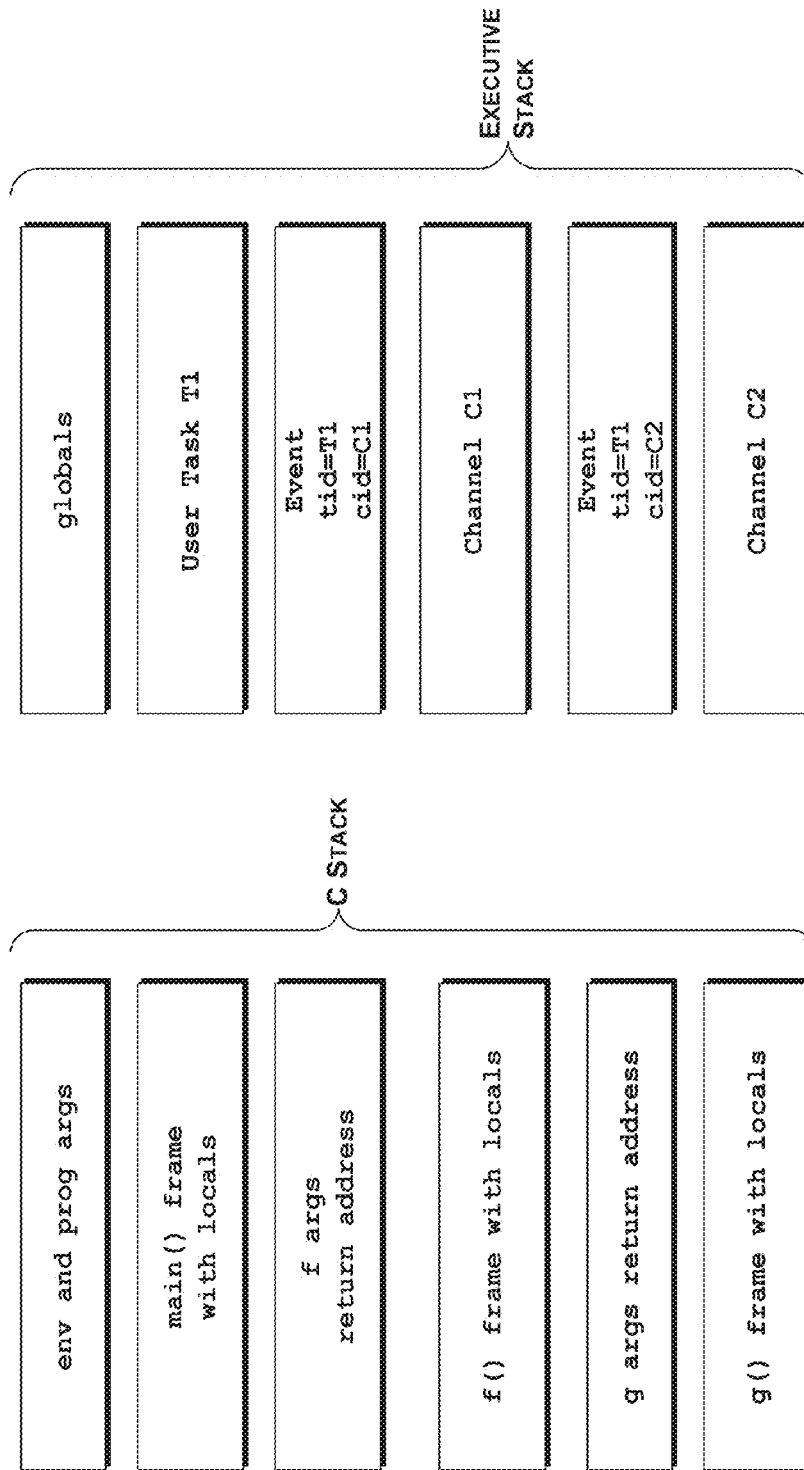 env and prog args
main() frame
with locals
f args
return address
f() frame with locals
g args return address
g() frame with locals
C STACK
globals
User Task T1
Event
tid=T1
cid=C1
Channel C1
Event
tid=T1
cid=C2
Channel C2
EXECUTIVE
STACK